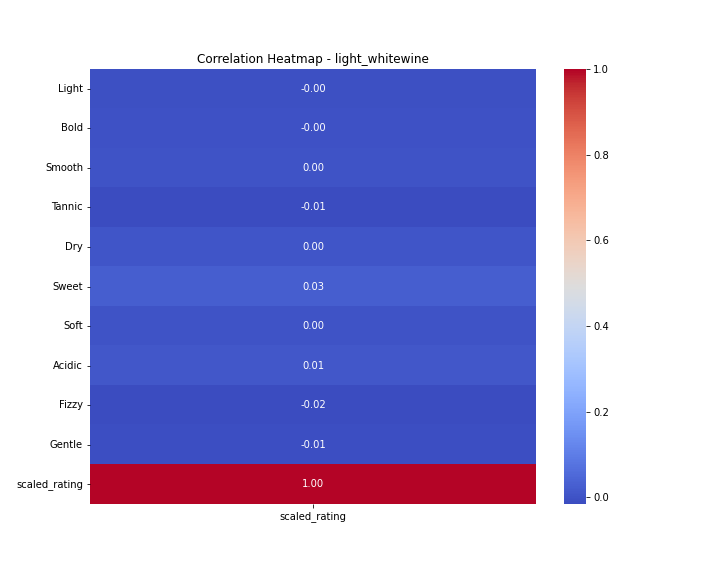 Correlation Heatmap - light_whitewine
Light -0.00
Bold -0.00
Smooth 0.00
Tannic -0.01
Dry 0.00
Sweet 0.03
Soft 0.00
Acidic 0.01
Fizzy -0.02
Gentle -0.01
scaled_rating 1.00
scaled_rating
1.0
0.8
0.6
0.4
0.2
0.0